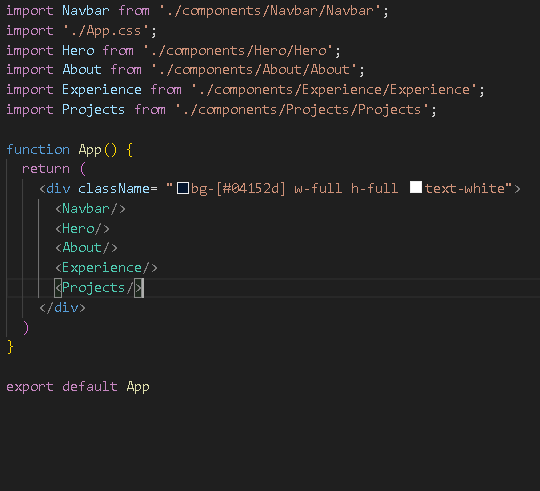 import Navbar from './components/Navbar/Navbar';
import './App.css';
import Hero from './components/Hero/Hero';
import About from './components/About/About';
import Experience from './components/Experience/Experience';
import Projects from './components/Projects/Projects';

function App() {
  return (
    <div className= "bg-[#04152d] w-full h-full text-white">
      <Navbar/>
      <Hero/>
      <About/>
      <Experience/>
      <Projects/>
    </div>
  )
}

export default App